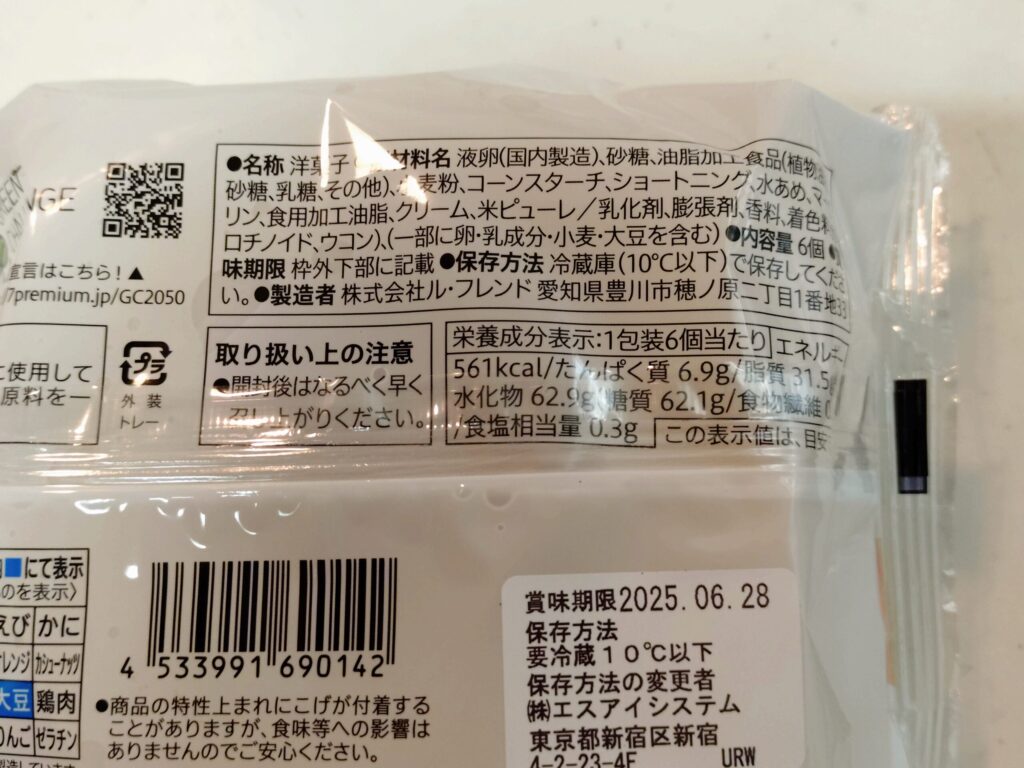 NGE
●名称 洋菓子 材料名 液卵(国内製造)、砂糖、油脂加工食品(植物油
砂糖、乳糖、その他)、小麦粉、コーンスターチ、ショートニング、水あめ、マー
リン、食用加工油脂、クリーム、米ピューレ／乳化剤、膨張剤、香料、着色料
ロチノイド、ウコン)、(一部に卵・乳成分・小麦・大豆を含む) ●内容量 6個 ●
味期限 枠外下部に記載 ●保存方法 冷蔵庫(10℃以下)で保存してくださ
い。●製造者 株式会社ル・フレンド 愛知県豊川市穂ノ原二丁目1番地33
宣言はこちら!▲
7premium.jp/GC2050
に使用して
原料を一
プラ
外装
トレー
取り扱い上の注意
●開封後はなるべく早く
召し上がりください。
栄養成分表示:1包装6個当たり エネルギ
561kcal/たんぱく質 6.9g/脂質 31.5g
水化物 62.9g 糖質 62.1g/食物繊維 0
/食塩相当量 0.3g この表示値は、目安
■にて表示
のを表示〉
えび かに
オレンジ カシューナッツ
大豆 鶏肉
りんご ゼラチン
4 533991 690142
●商品の特性上まれにこげが付着する
ことがありますが、食味等への影響は
ありませんのでご安心ください。
賞味期限2025.06.28
保存方法
要冷蔵１０℃以下
保存方法の変更者
㈱エスアイシステム
東京都新宿区新宿
4-2-23-4F URW